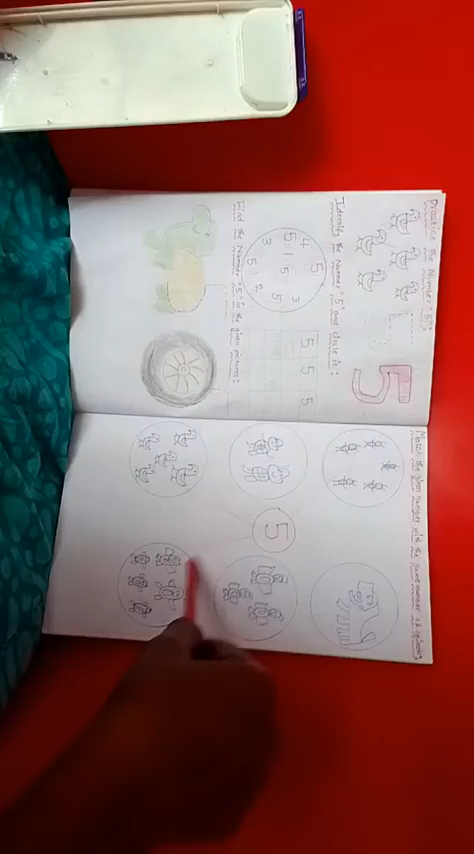 Practice the Number "5":
5
Identify the Number "5" and circle it:
5
4
5
1
5
3
5
2
5
3
5 5 5
Find the Number "5" in the given pictures:
Match the given number with the same number of objects:
5